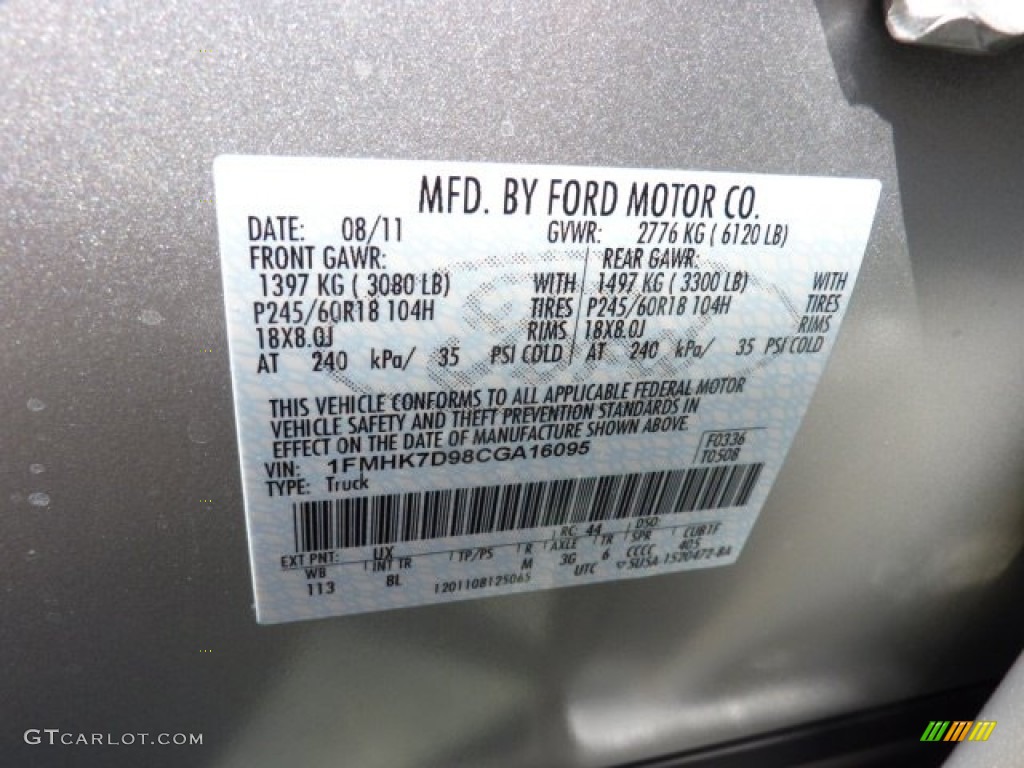 MFD. BY FORD MOTOR CO.
DATE: 08/11 GVWR: 2776 KG ( 6120 LB)
FRONT GAWR: REAR GAWR:
1397 KG ( 3080 LB) WITH 1497 KG ( 3300 LB) WITH
P245/60R18 104H TIRES P245/60R18 104H TIRES
18X8.0J RIMS 18X8.0J RIMS
AT 240 kPa/ 35 PSI COLD AT 240 kPa/ 35 PSI COLD
THIS VEHICLE CONFORMS TO ALL APPLICABLE FEDERAL MOTOR
VEHICLE SAFETY AND THEFT PREVENTION STANDARDS IN
EFFECT ON THE DATE OF MANUFACTURE SHOWN ABOVE
VIN: 1FMHK7D98CGA16095 F0336
TYPE: Truck T0508
EXT PNT: UX RC: 44 DSO:
WB INT TR TP/PS R AXLE TR SPR CUB1F
113 BL M 3G 6 CCCC 405
1201108125065 UTC
GTCARLOT.COM